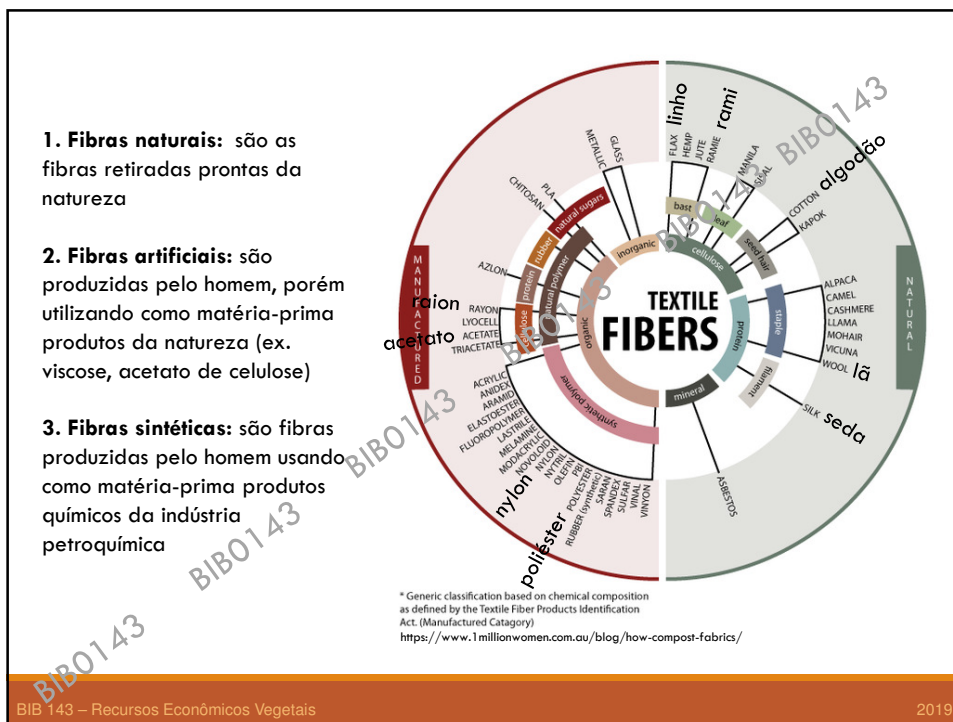 1. Fibras naturais: são as
fibras retiradas prontas da
natureza
2. Fibras artificiais: são
produzidas pelo homem, porém
utilizando como matéria-prima
produtos da natureza (ex.
viscose, acetato de celulose)
3. Fibras sintéticas: são fibras
produzidas pelo homem usando
como matéria-prima produtos
químicos da indústria
petroquímica
TEXTILE
FIBERS
MANUFACTURED
NATURAL
inorganic
METALLIC
GLASS
organic
natural polymer
natural sugars
CHITOSAN
PLA
rubber
protein
AZLON
cellulose
RAYON
LYOCELL
ACETATE
TRIACETATE
raion
acetato
synthetic polymer
ACRYLIC
ANIDEX
ARAMID
ELASTOESTER
FLUOROPOLYMER
LASTRILE
MELAMINE
MODACRYLIC
NOVOLOID
NYLON
NYTRIL
OLEFIN
PBI
POLYESTER
RUBBER (synthetic)
SARAN
SPANDEX
SULFAR
VINAL
VINYON
nylon
poliéster
cellulose
bast
FLAX
HEMP
JUTE
RAMIE
linho
rami
leaf
MANILA
SISAL
seed hair
COTTON
KAPOK
algodão
protein
staple
ALPACA
CAMEL
CASHMERE
LLAMA
MOHAIR
VICUNA
WOOL
lã
filament
SILK
seda
mineral
ASBESTOS
* Generic classification based on chemical composition
as defined by the Textile Fiber Products Identification
Act. (Manufactured Catagory)
https://www.1millionwomen.com.au/blog/how-compost-fabrics/
BIB0143
BIB0143
BIB0143
BIB0143
BIB0143
BIB0143
BIB 143 – Recursos Econômicos Vegetais
2019